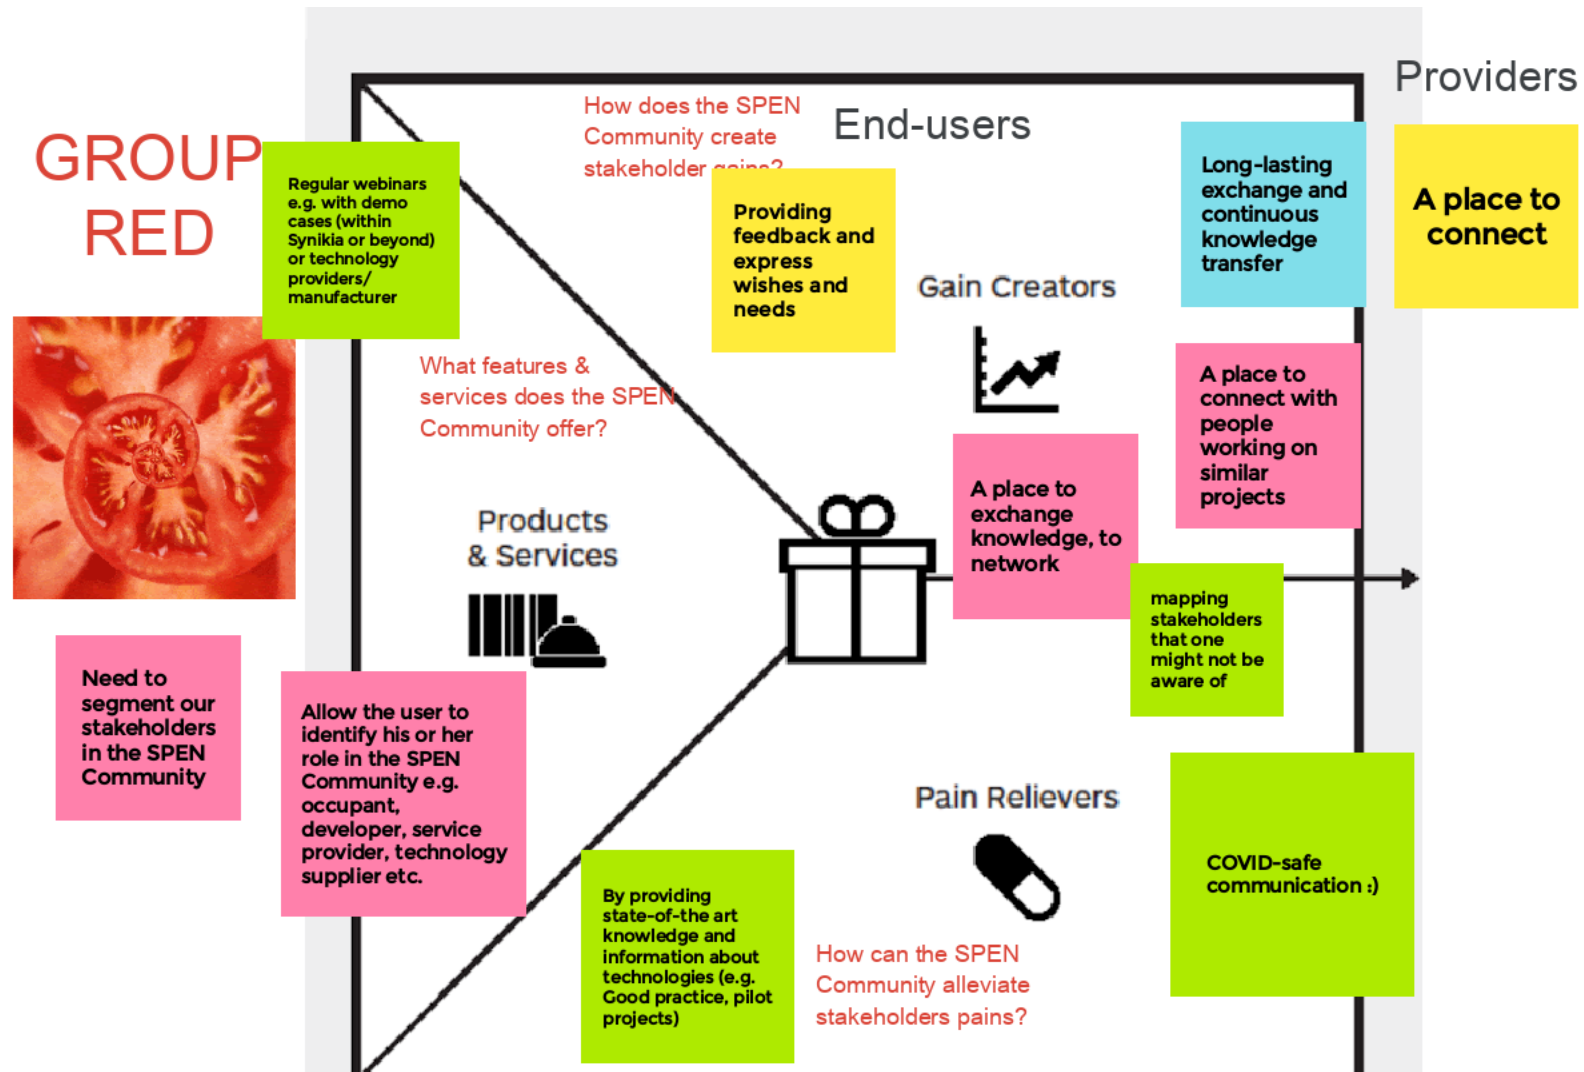 Providers
How does the SPEN
Community create
stakeholder gains?
End-users
GROUP
RED
Regular webinars
e.g. with demo
cases (within
Synikia or beyond)
or technology
providers/
manufacturer
Providing
feedback and
express
wishes and
needs
Long-lasting
exchange and
continuous
knowledge
transfer
A place to
connect
Gain Creators
What features &
services does the SPEN
Community offer?
A place to
connect with
people
working on
similar
projects
Products
& Services
A place to
exchange
knowledge, to
network
mapping
stakeholders
that one
might not be
aware of
Need to
segment our
stakeholders
in the SPEN
Community
Allow the user to
identify his or her
role in the SPEN
Community e.g.
occupant,
developer, service
provider, technology
supplier etc.
Pain Relievers
COVID-safe
communication :)
By providing
state-of-the art
knowledge and
information about
technologies (e.g.
Good practice, pilot
projects)
How can the SPEN
Community alleviate
stakeholders pains?